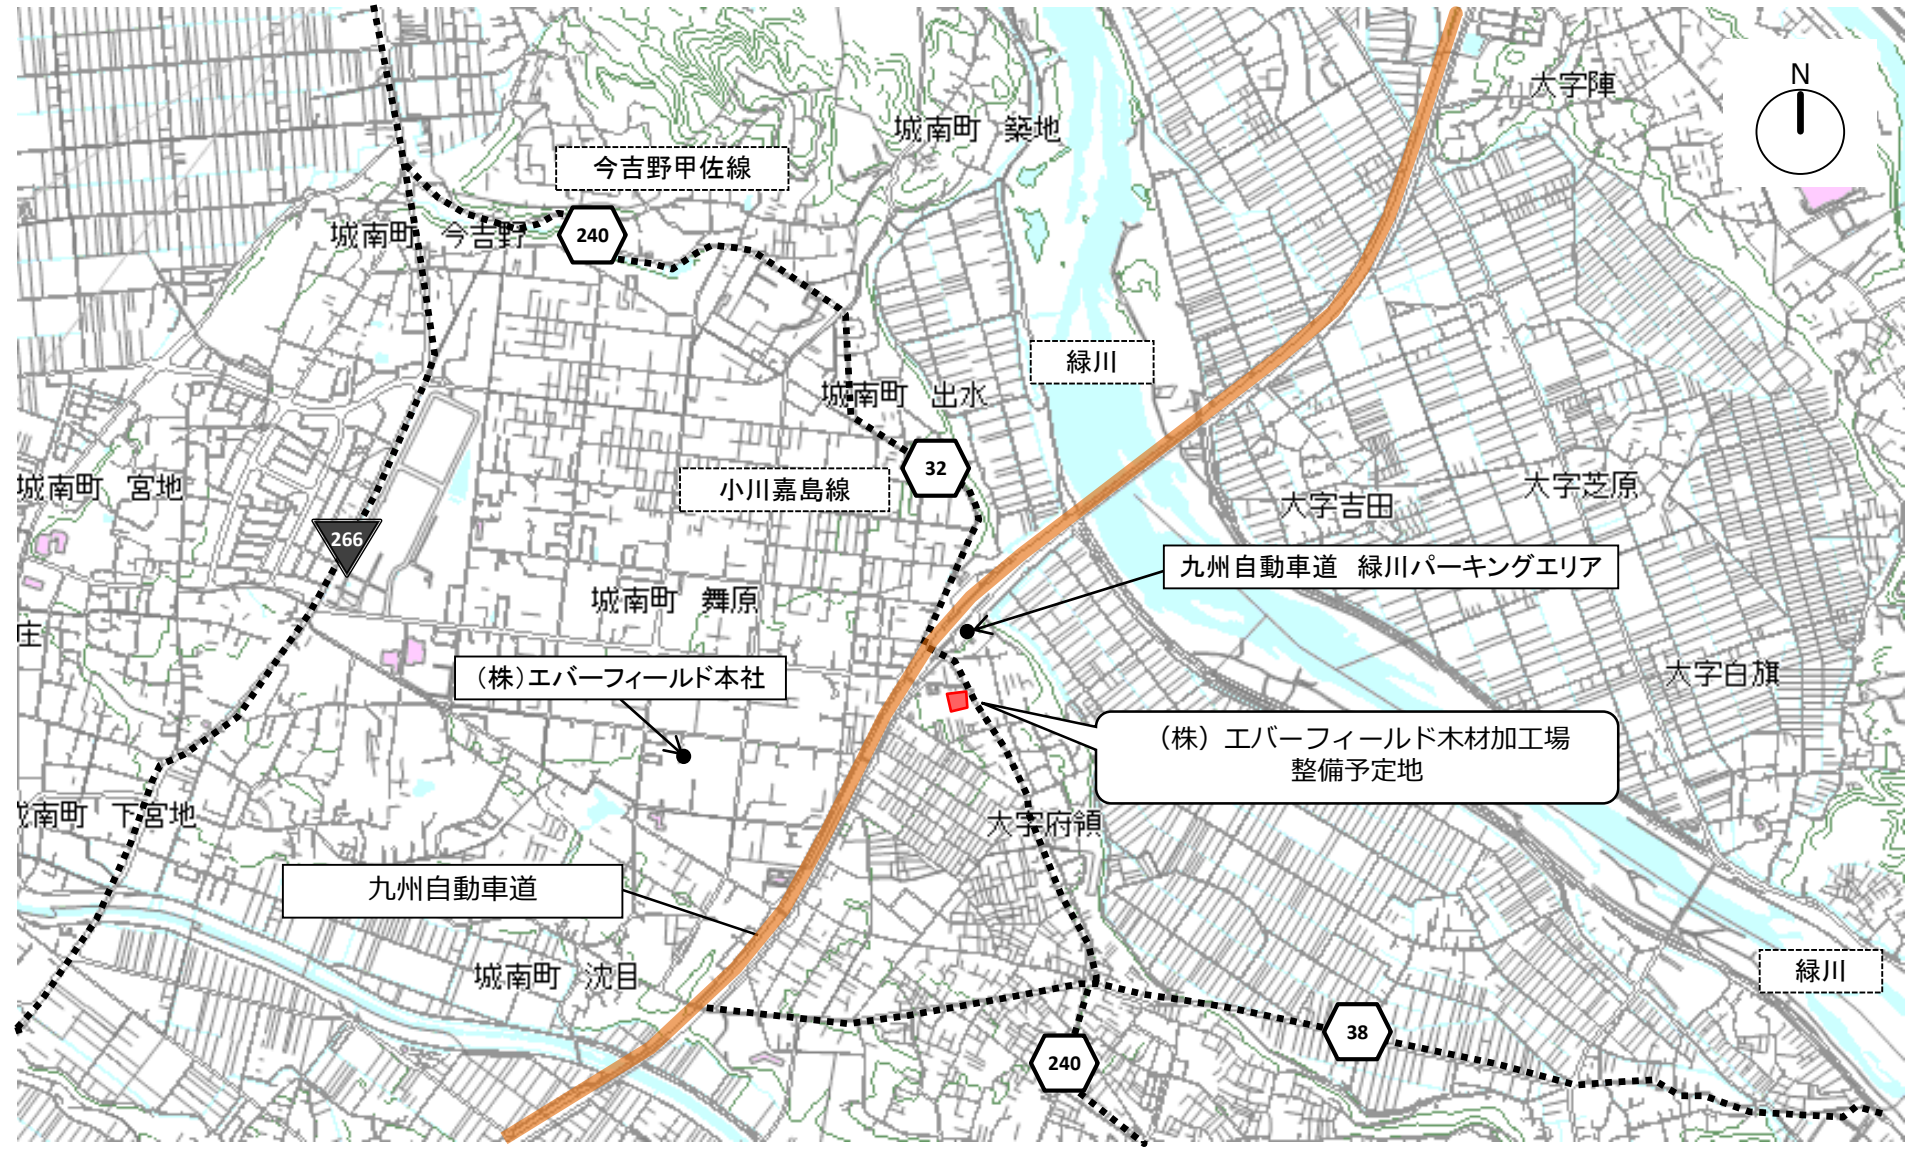 N
大字陣
城南町 築地
今吉野甲佐線
城南町 今吉野
240
緑川
城南町 出水
32
小川嘉島線
城南町 宮地
大字吉田
大字芝原
266
九州自動車道 緑川パーキングエリア
城南町 舞原
庄
大字白旗
(株)エバーフィールド本社
(株) エバーフィールド木材加工場
整備予定地
城南町 下宮地
大字府領
九州自動車道
城南町 沈目
緑川
38
240